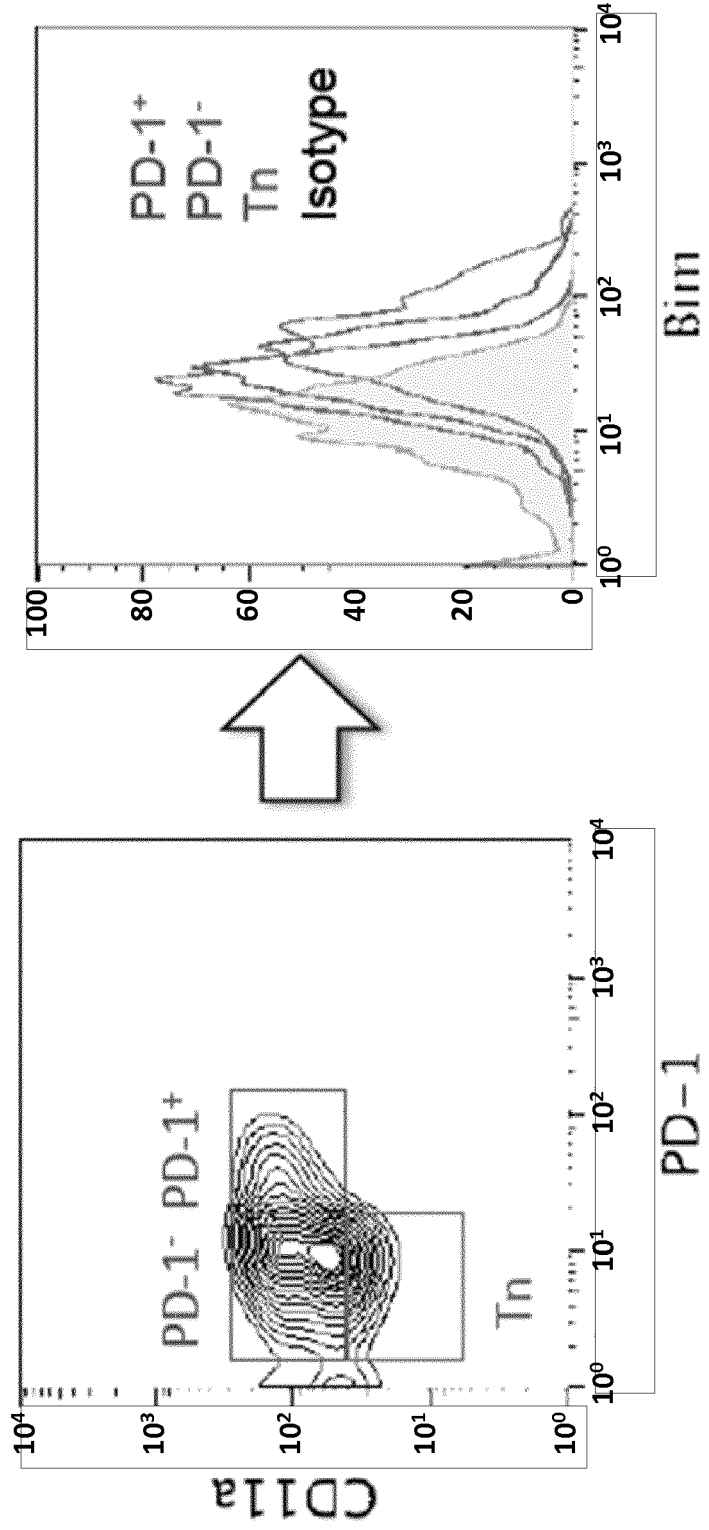 CD11a
10⁴
10³
10²
10¹
10⁰
PD-1⁻ PD-1⁺
Tn
10⁰ 10¹ 10² 10³ 10⁴
PD-1
100
80
60
40
20
0
PD-1⁺
PD-1⁻
Tn
Isotype
10⁰ 10¹ 10² 10³ 10⁴
Bim